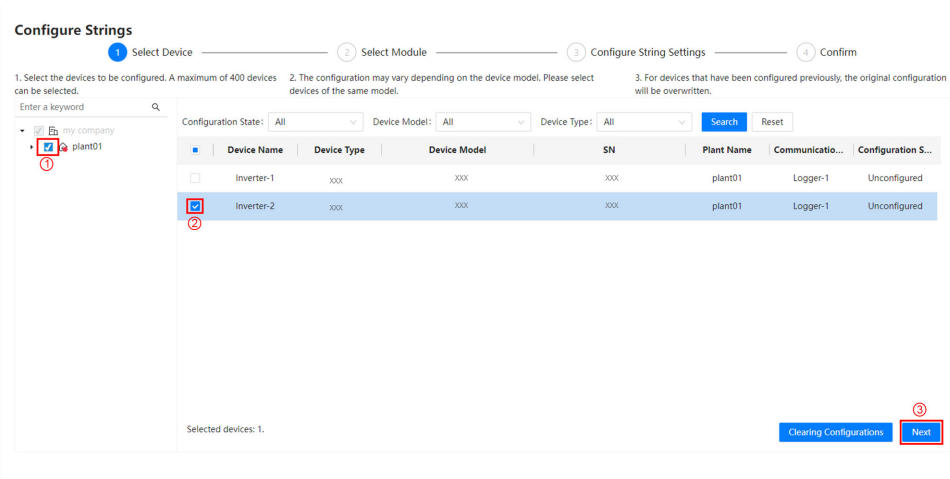 Configure Strings
1 Select Device 2 Select Module 3 Configure String Settings 4 Confirm
1. Select the devices to be configured. A maximum of 400 devices
can be selected.
2. The configuration may vary depending on the device model. Please select
devices of the same model.
3. For devices that have been configured previously, the original configuration
will be overwritten.
Enter a keyword
my company
plant01
①
Configuration State: All Device Model: All Device Type: All Search Reset
Device Name Device Type Device Model SN Plant Name Communicatio... Configuration S...
Inverter-1 xxx xxx xxx plant01 Logger-1 Unconfigured
Inverter-2 xxx xxx xxx plant01 Logger-1 Unconfigured
②
Selected devices: 1.
③
Clearing Configurations Next